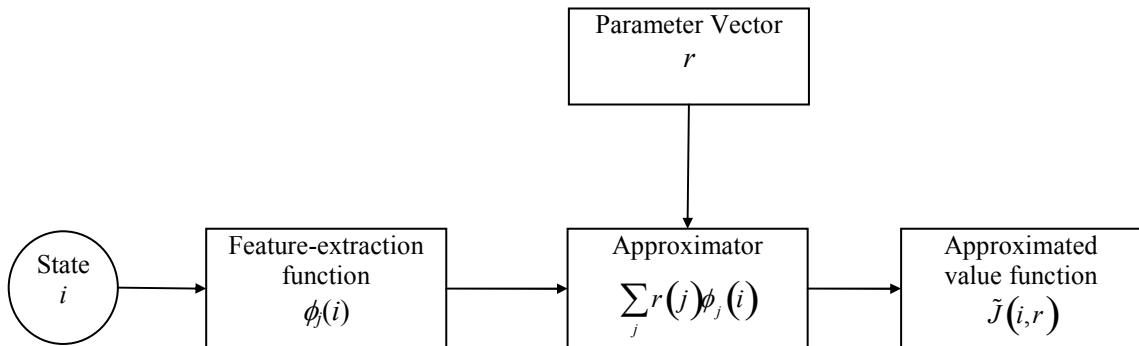 Parameter Vector
r
State
i
Feature-extraction
function
ϕⱼ(i)
Approximator
∑ⱼ r(j)ϕⱼ(i)
Approximated
value function
J̃(i,r)